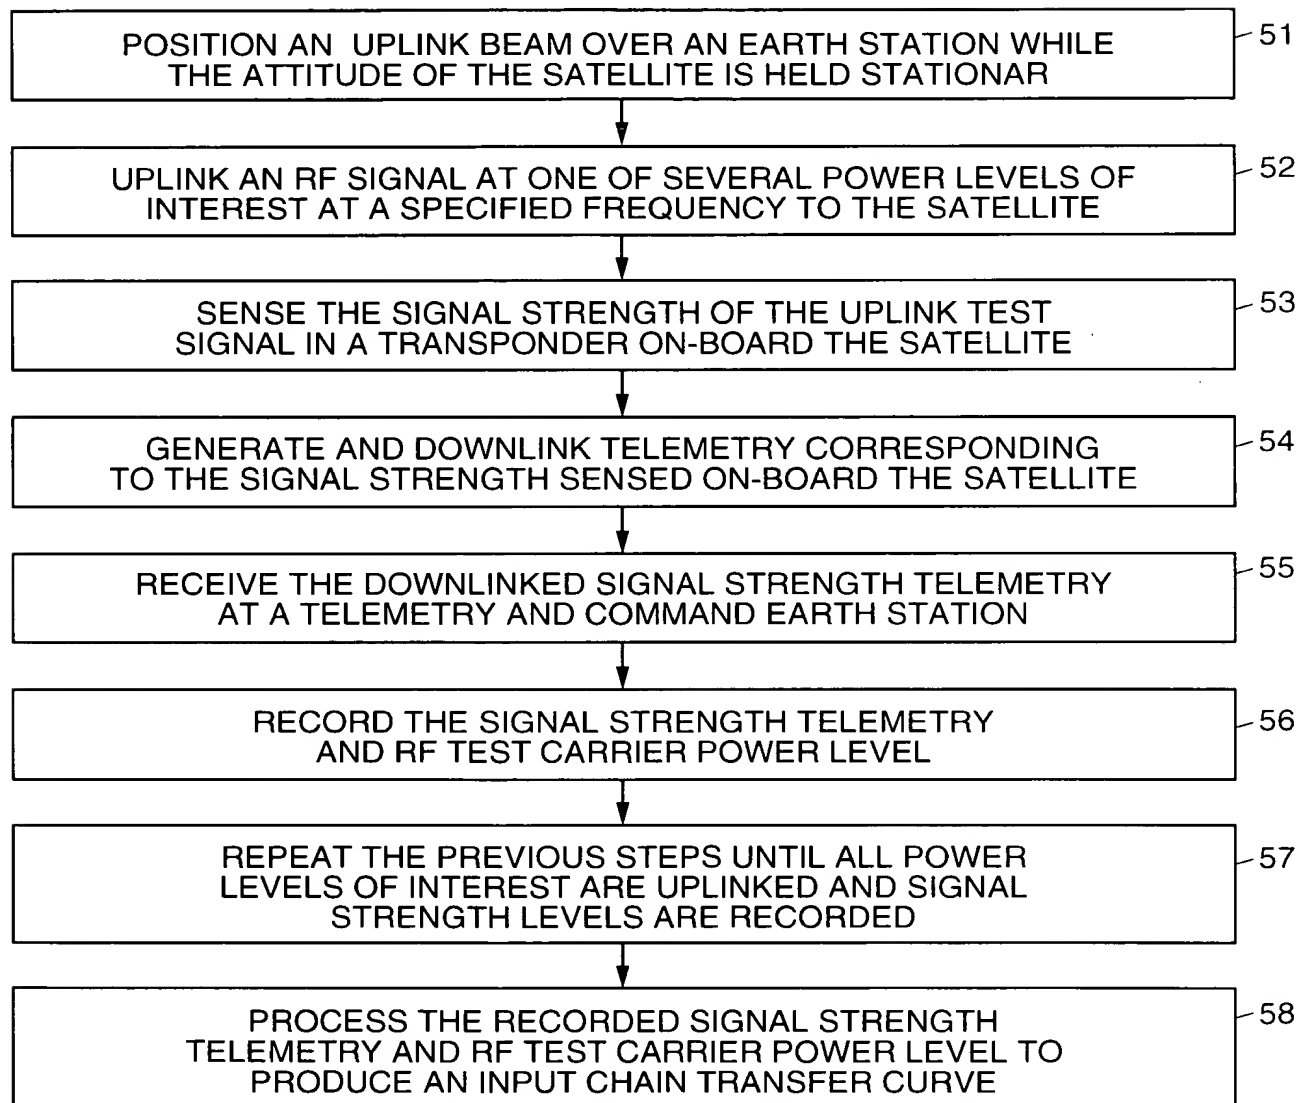 POSITION AN UPLINK BEAM OVER AN EARTH STATION WHILE
THE ATTITUDE OF THE SATELLITE IS HELD STATIONAR
51
UPLINK AN RF SIGNAL AT ONE OF SEVERAL POWER LEVELS OF
INTEREST AT A SPECIFIED FREQUENCY TO THE SATELLITE
52
SENSE THE SIGNAL STRENGTH OF THE UPLINK TEST
SIGNAL IN A TRANSPONDER ON-BOARD THE SATELLITE
53
GENERATE AND DOWNLINK TELEMETRY CORRESPONDING
TO THE SIGNAL STRENGTH SENSED ON-BOARD THE SATELLITE
54
RECEIVE THE DOWNLINKED SIGNAL STRENGTH TELEMETRY
AT A TELEMETRY AND COMMAND EARTH STATION
55
RECORD THE SIGNAL STRENGTH TELEMETRY
AND RF TEST CARRIER POWER LEVEL
56
REPEAT THE PREVIOUS STEPS UNTIL ALL POWER
LEVELS OF INTEREST ARE UPLINKED AND SIGNAL
STRENGTH LEVELS ARE RECORDED
57
PROCESS THE RECORDED SIGNAL STRENGTH
TELEMETRY AND RF TEST CARRIER POWER LEVEL TO
PRODUCE AN INPUT CHAIN TRANSFER CURVE
58